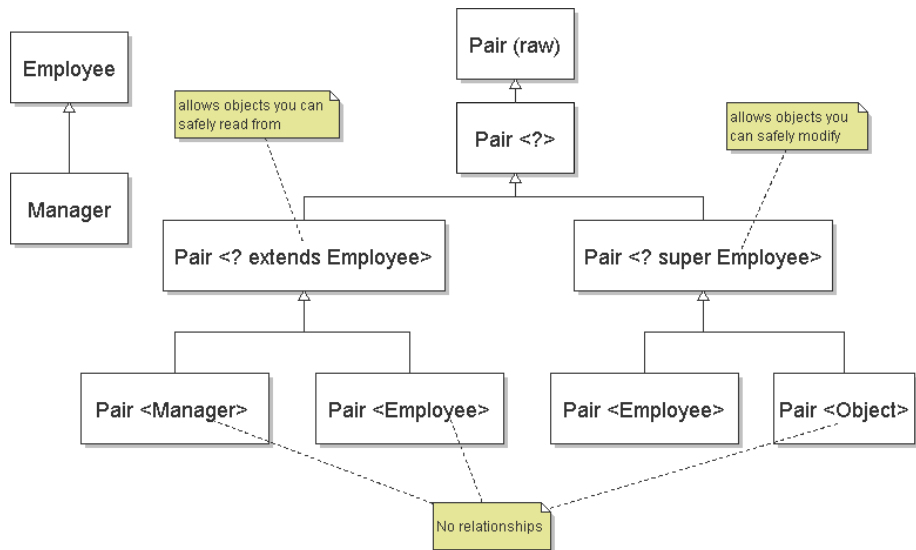 Employee
Manager
Pair (raw)
allows objects you can
safely read from
Pair <?>
allows objects you
can safely modify
Pair <? extends Employee>
Pair <? super Employee>
Pair <Manager>
Pair <Employee>
Pair <Employee>
Pair <Object>
No relationships